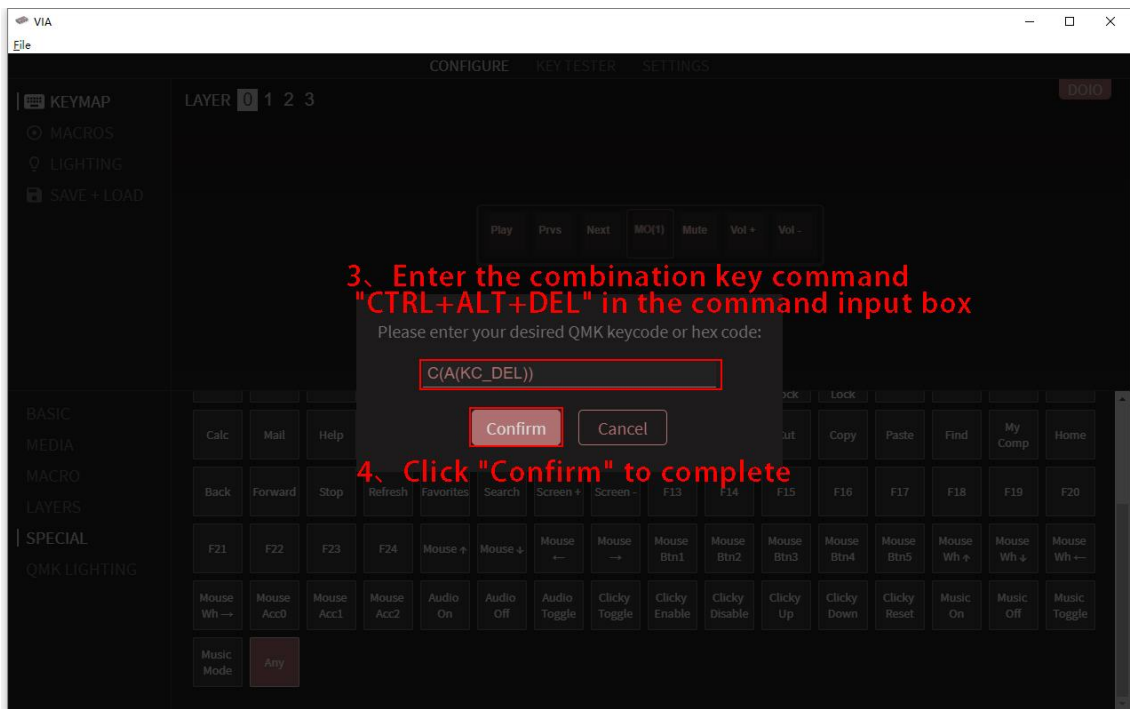 VIA
File
CONFIGURE KEY TESTER SETTINGS
KEYMAP
MACROS
LIGHTING
SAVE + LOAD
LAYER 0 1 2 3
DOIO
Play Prvs Next MO(1) Mute Vol + Vol -
3、Enter the combination key command
"CTRL+ALT+DEL" in the command input box
Please enter your desired QMK keycode or hex code:
C(A(KC_DEL))
Confirm Cancel
4、Click "Confirm" to complete
BASIC
MEDIA
MACRO
LAYERS
SPECIAL
QMK LIGHTING
Lock
Calc Mail Help Copy Paste Find My Comp Home
Back Forward Stop Refresh Favorites Search Screen + Screen - F13 F14 F15 F16 F17 F18 F19 F20
F21 F22 F23 F24 Mouse ↑ Mouse ↓ Mouse ← Mouse → Mouse Btn1 Mouse Btn2 Mouse Btn3 Mouse Btn4 Mouse Btn5 Mouse Wh ↑ Mouse Wh ↓ Mouse Wh ←
Mouse Wh → Mouse Acc0 Mouse Acc1 Mouse Acc2 Audio On Audio Off Audio Toggle Clicky Toggle Clicky Enable Clicky Disable Clicky Up Clicky Down Clicky Reset Music On Music Off Music Toggle
Music Mode Any